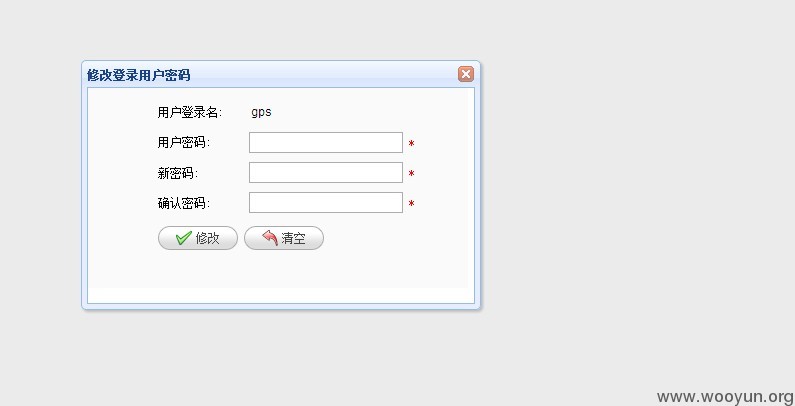 修改登录用户密码
用户登录名: gps
用户密码: *
新密码: *
确认密码: *
修改 清空
www.wooyun.org